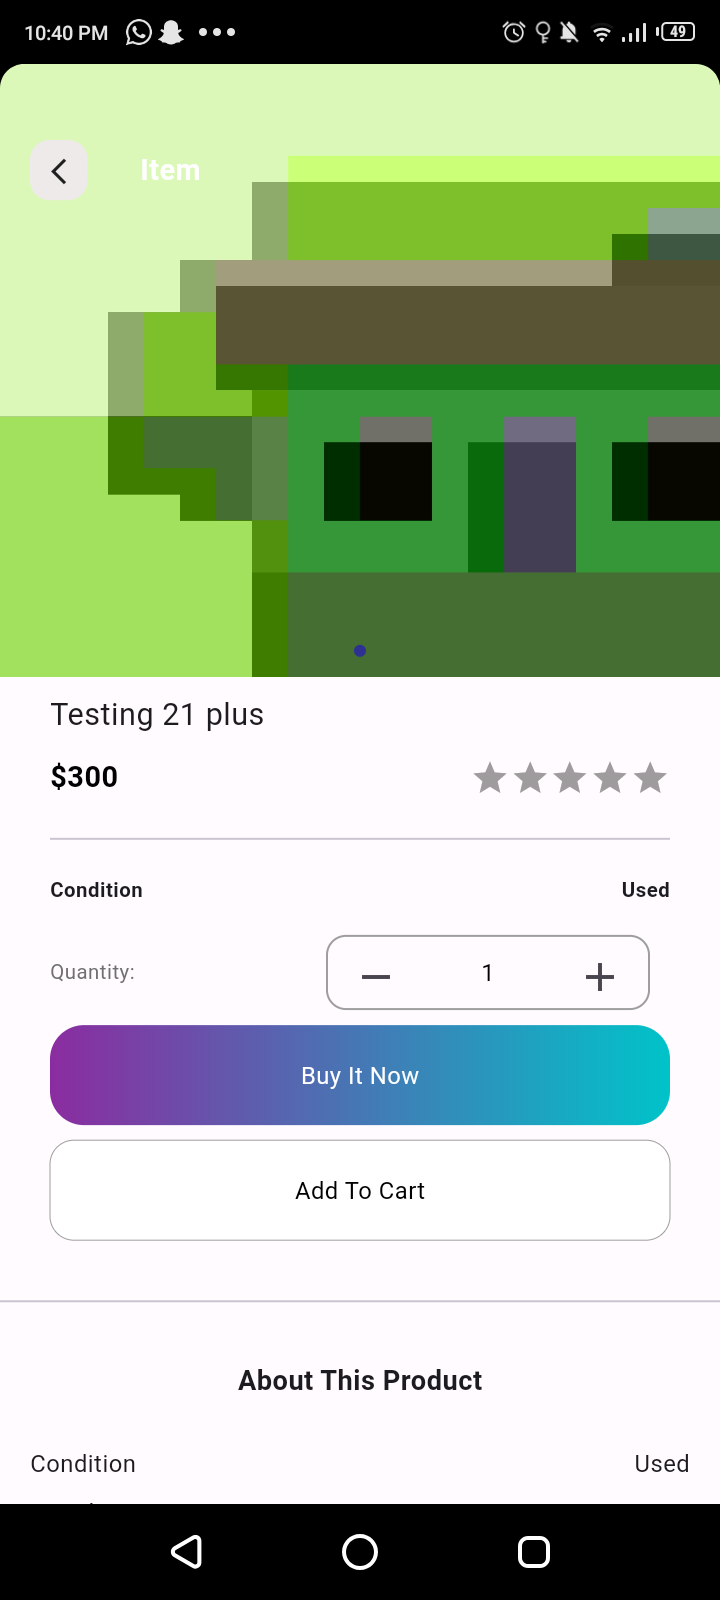 10:40 PM
49
Item
Testing 21 plus
$300
Condition Used
Quantity: 1
Buy It Now
Add To Cart
About This Product
Condition Used